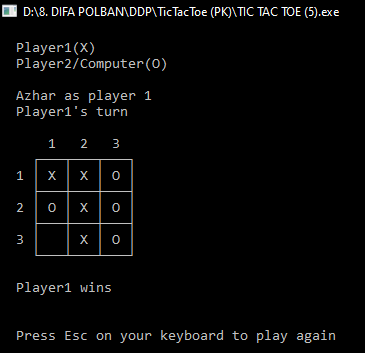 D:\8. DIFA POLBAN\DDP\TicTacToe (PK)\TIC TAC TOE (5).exe
Player1(X)
Player2/Computer(O)
Azhar as player 1
Player1's turn
1 2 3
1 X X O
2 O X O
3 X O
Player1 wins
Press Esc on your keyboard to play again